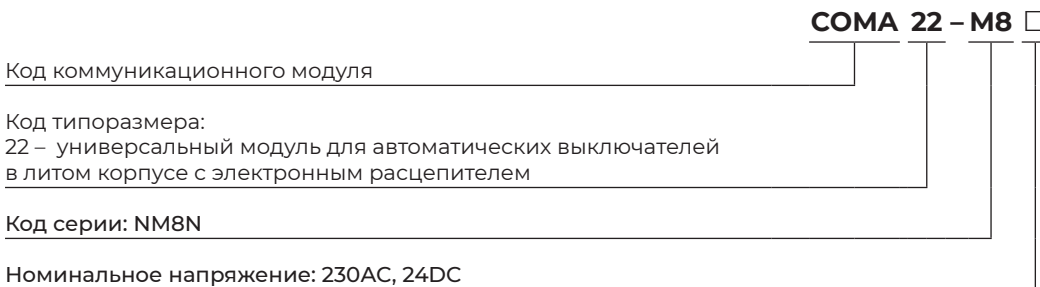 COMA 22 – M8 □
Код коммуникационного модуля
Код типоразмера:
22 – универсальный модуль для автоматических выключателей
в литом корпусе с электронным расцепителем
Код серии: NM8N
Номинальное напряжение: 230AC, 24DC